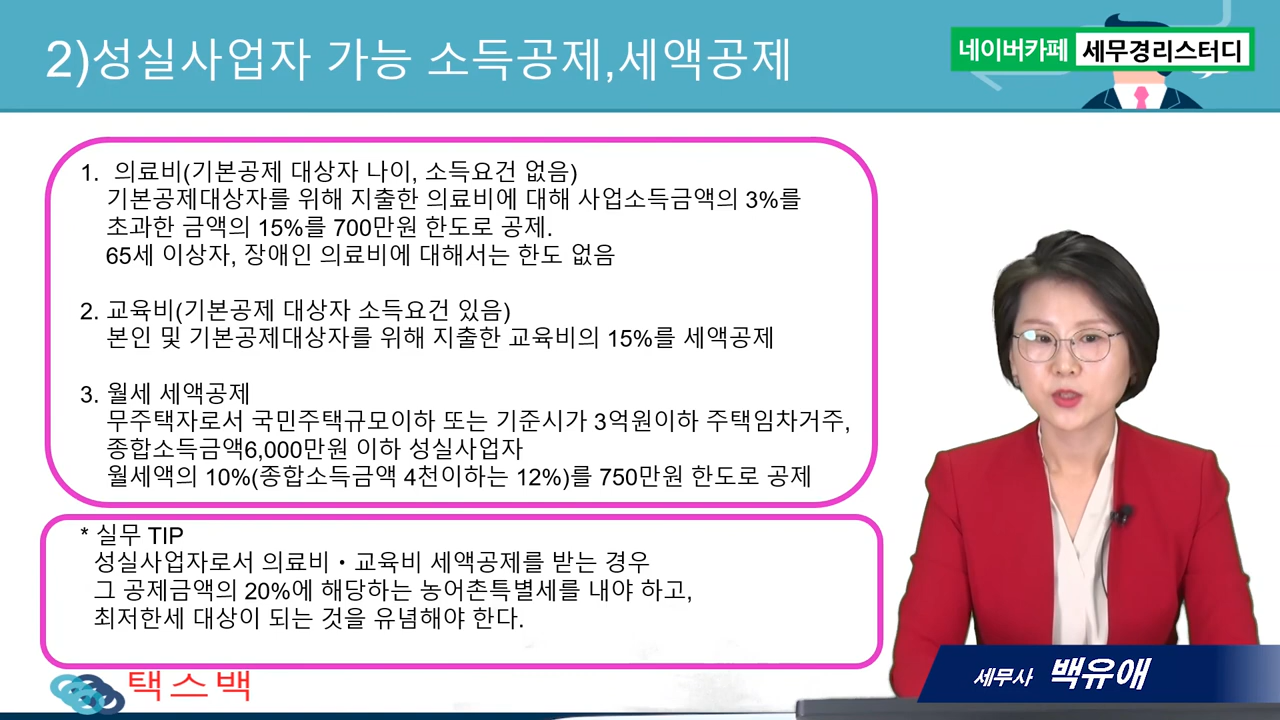 2)성실사업자 가능 소득공제,세액공제
네이버카페 세무경리스터디
1. 의료비(기본공제 대상자 나이, 소득요건 없음)
기본공제대상자를 위해 지출한 의료비에 대해 사업소득금액의 3%를
초과한 금액의 15%를 700만원 한도로 공제.
65세 이상자, 장애인 의료비에 대해서는 한도 없음
2. 교육비(기본공제 대상자 소득요건 있음)
본인 및 기본공제대상자를 위해 지출한 교육비의 15%를 세액공제
3. 월세 세액공제
무주택자로서 국민주택규모이하 또는 기준시가 3억원이하 주택임차거주,
종합소득금액6,000만원 이하 성실사업자
월세액의 10%(종합소득금액 4천이하는 12%)를 750만원 한도로 공제
* 실무 TIP
성실사업자로서 의료비・교육비 세액공제를 받는 경우
그 공제금액의 20%에 해당하는 농어촌특별세를 내야 하고,
최저한세 대상이 되는 것을 유념해야 한다.
택스백
세무사 백유애